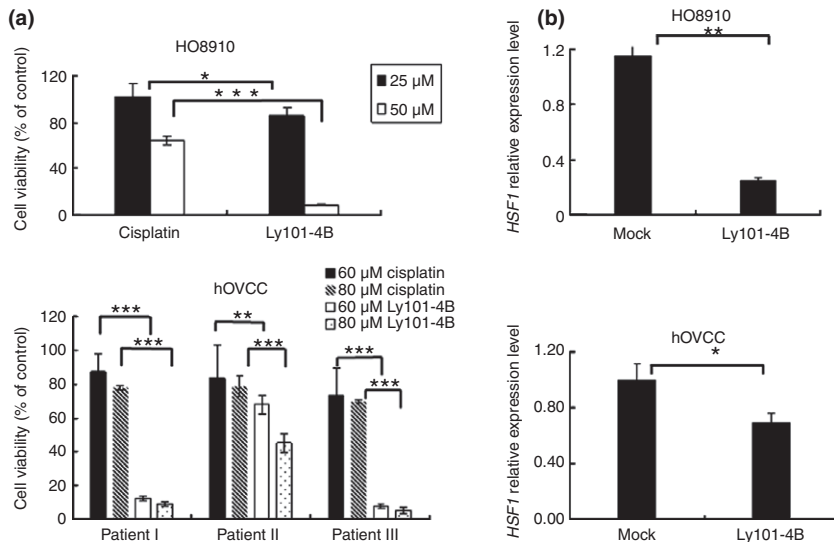 (a)
HO8910
Cell viability (% of control)
120
80
40
0
* 
* * *
25 µM
50 µM
Cisplatin
Ly101-4B
hOVCC
60 µM cisplatin
80 µM cisplatin
60 µM Ly101-4B
80 µM Ly101-4B
Cell viability (% of control)
120
100
80
60
40
20
0
***
***
**
***
***
***
Patient I
Patient II
Patient III
(b)
HO8910
**
HSF1 relative expression level
1.2
0.4
0
Mock
Ly101-4B
hOVCC
*
HSF1 relative expression level
1.20
0.80
0.40
0.00
Mock
Ly101-4B